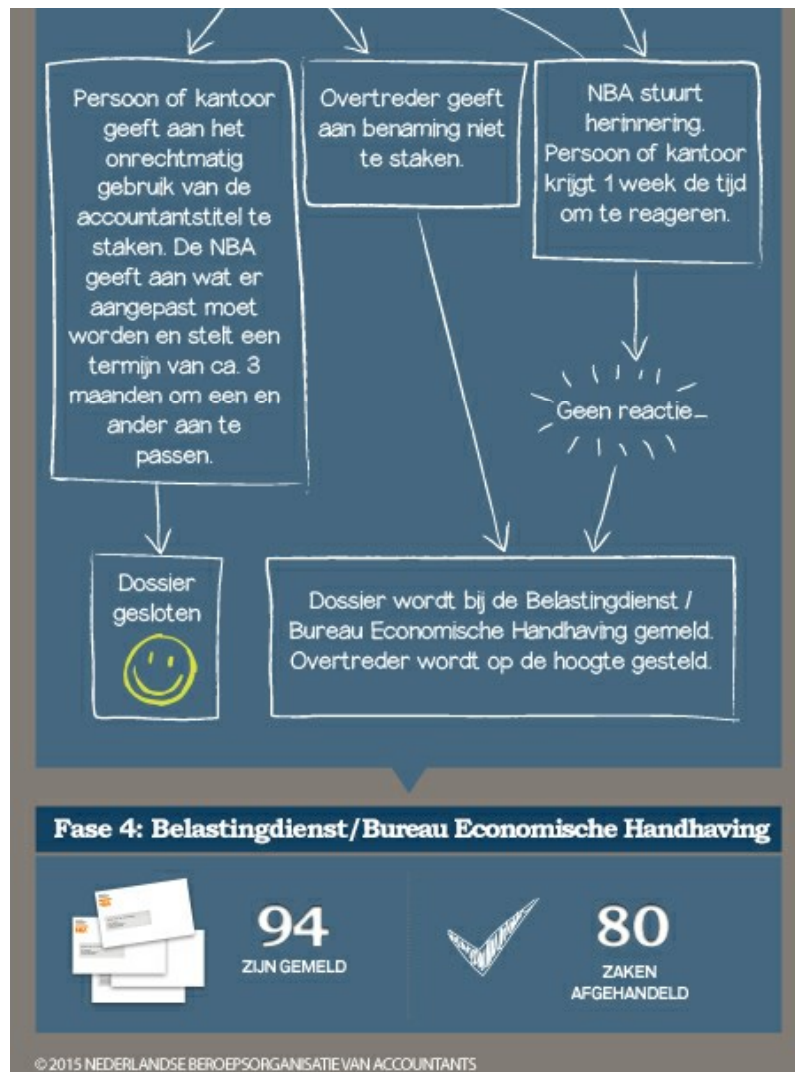 Persoon of kantoor
geeft aan het
onrechtmatig
gebruik van de
accountantstitel te
staken. De NBA
geeft aan wat er
aangepast moet
worden en stelt een
termijn van ca. 3
maanden om een en
ander aan te
passen.
Overtreder geeft
aan benaming niet
te staken.
NBA stuurt
herinnering.
Persoon of kantoor
krijgt 1 week de tijd
om te reageren.
Geen reactie...
Dossier
gesloten
Dossier wordt bij de Belastingdienst /
Bureau Economische Handhaving gemeld.
Overtreder wordt op de hoogte gesteld.
Fase 4: Belastingdienst/Bureau Economische Handhaving
94
ZIJN GEMELD
80
ZAKEN
AFGEHANDELD
© 2015 NEDERLANDSE BEROEPSORGANISATIE VAN ACCOUNTANTS